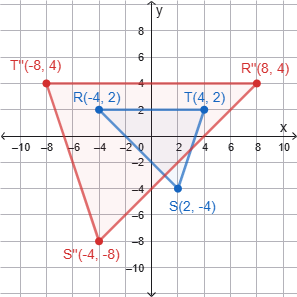 y
8
6
T"(-8, 4)
R"(8, 4)
4
R(-4, 2)
T(4, 2)
2
x
−10 −8 −6 −4 −2 2 4 6 8 10
−2
−4
S(2, -4)
−6
S"(-4, -8)
−8
−10